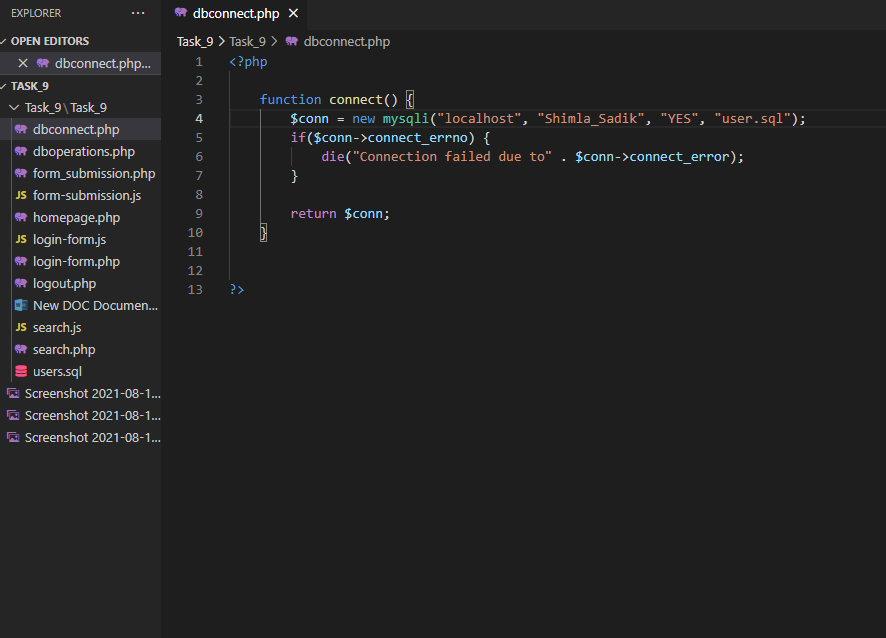 EXPLORER ...
OPEN EDITORS
dbconnect.php...
TASK_9
Task_9 \ Task_9
dbconnect.php
dboperations.php
form_submission.php
JS form-submission.js
homepage.php
JS login-form.js
login-form.php
logout.php
New DOC Documen...
JS search.js
search.php
users.sql
Screenshot 2021-08-1...
Screenshot 2021-08-1...
Screenshot 2021-08-1...
dbconnect.php
Task_9 > Task_9 > dbconnect.php
1 <?php
2
3 function connect() {
4 $conn = new mysqli("localhost", "Shimla_Sadik", "YES", "user.sql");
5 if($conn->connect_errno) {
6 die("Connection failed due to" . $conn->connect_error);
7 }
8
9 return $conn;
10 }
11
12
13 ?>